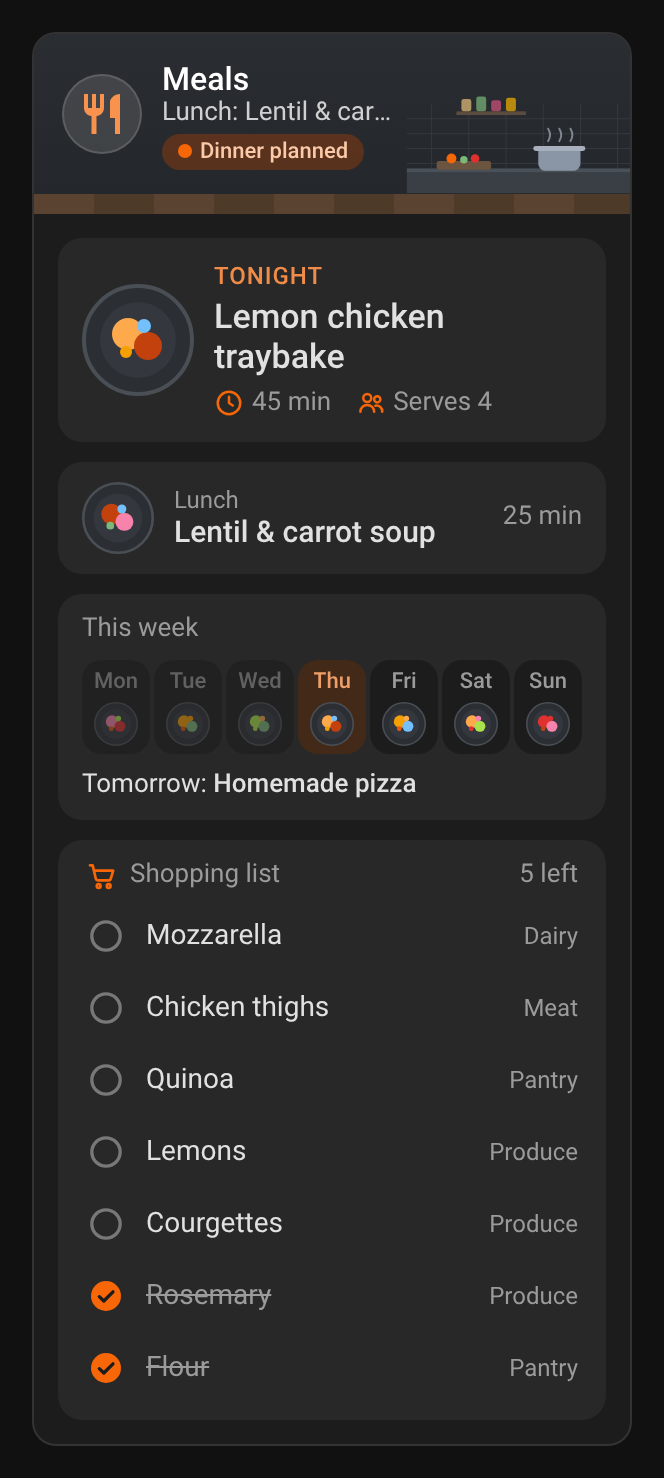 Meals
Lunch: Lentil & car...
Dinner planned
TONIGHT
Lemon chicken
traybake
45 min
Serves 4
Lunch
Lentil & carrot soup
25 min
This week
Mon Tue Wed Thu Fri Sat Sun
Tomorrow: Homemade pizza
Shopping list 5 left
Mozzarella Dairy
Chicken thighs Meat
Quinoa Pantry
Lemons Produce
Courgettes Produce
Rosemary Produce
Flour Pantry